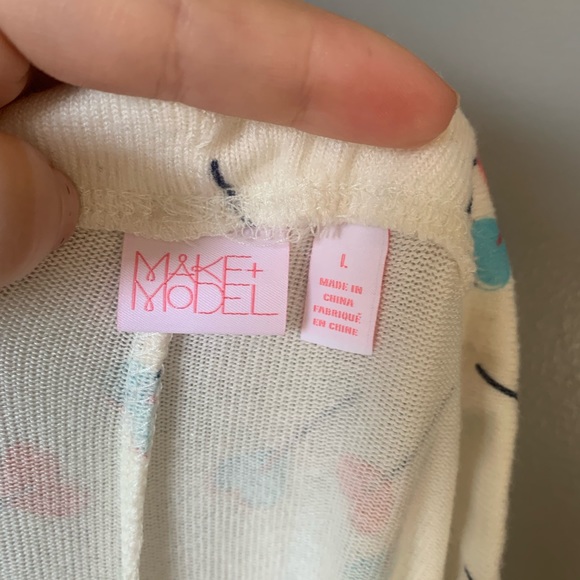 MAKE+
MODEL
L
MADE IN
CHINA
FABRIQUÉ
EN CHINE